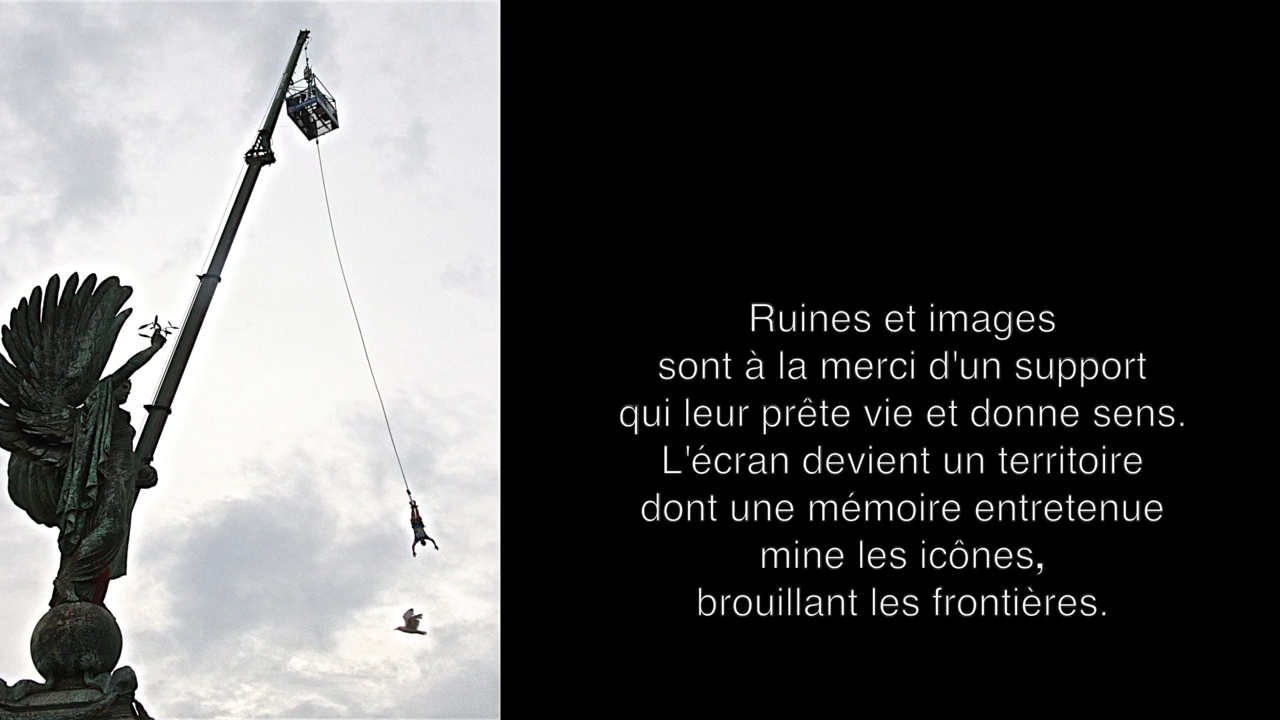 Ruines et images
sont à la merci d'un support
qui leur prête vie et donne sens.
L'écran devient un territoire
dont une mémoire entretenue
mine les icônes,
brouillant les frontières.